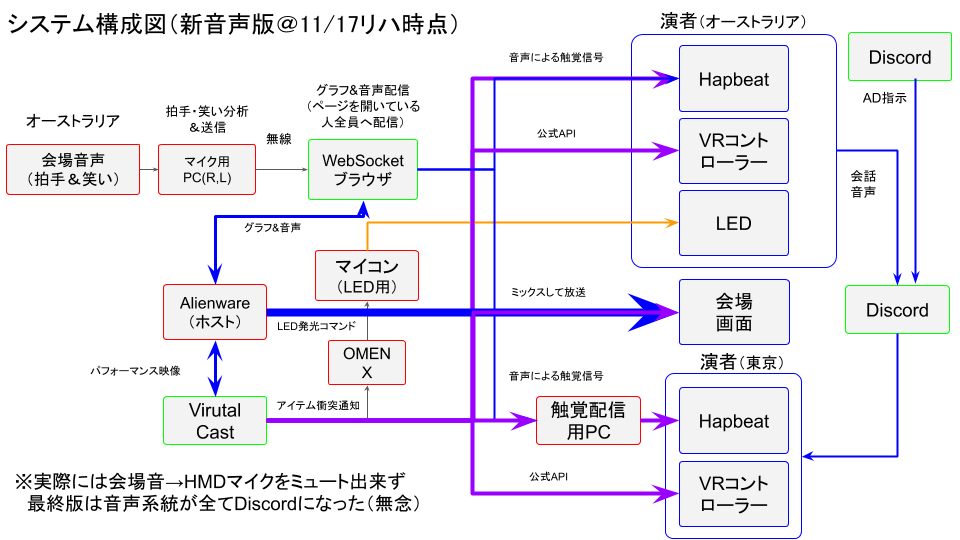 システム構成図（新音声版＠11/17リハ時点）
演者（オーストラリア）
Discord
音声による触覚信号
Hapbeat
AD指示
グラフ&音声配信
（ページを開いている
人全員へ配信）
拍手・笑い分析
＆送信
オーストラリア
無線
公式API
VRコント
ローラー
会場音声
（拍手＆笑い）
マイク用
PC(R,L)
WebSocket
ブラウザ
会話
音声
LED
グラフ&音声
マイコン
（LED用）
Alienware
（ホスト）
ミックスして放送
会場
画面
Discord
LED発光コマンド
OMEN
X
演者（東京）
パフォーマンス映像
音声による触覚信号
アイテム衝突通知
Virutal
Cast
触覚配信
用PC
Hapbeat
公式API
VRコント
ローラー
※実際には会場音→HMDマイクをミュート出来ず
最終版は音声系統が全てDiscordになった（無念）